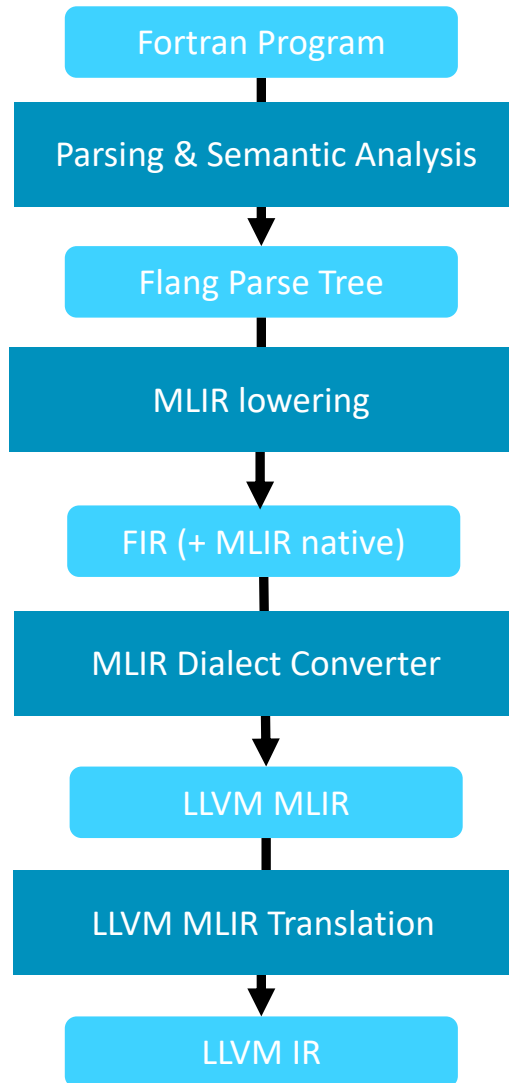 Fortran Program
Parsing & Semantic Analysis
Flang Parse Tree
MLIR lowering
FIR (+ MLIR native)
MLIR Dialect Converter
LLVM MLIR
LLVM MLIR Translation
LLVM IR